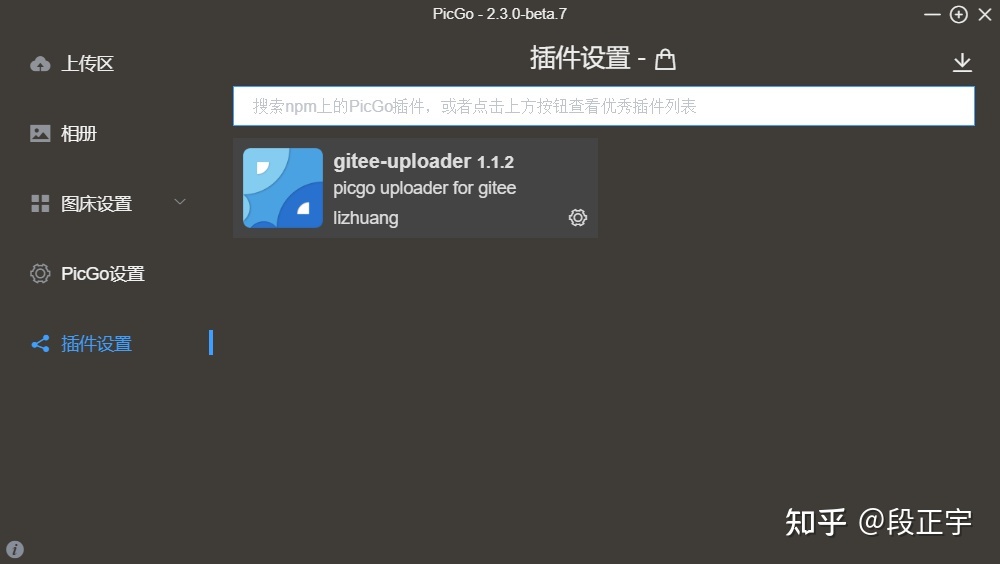 PicGo - 2.3.0-beta.7
上传区
相册
图床设置
PicGo设置
插件设置
插件设置 -
搜索npm上的PicGo插件，或者点击上方按钮查看优秀插件列表
gitee-uploader 1.1.2
picgo uploader for gitee
lizhuang
知乎 @段正宇